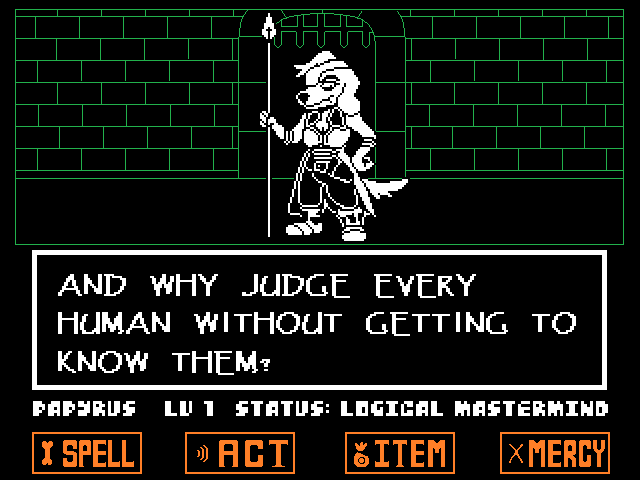 AND WHY JUDGE EVERY
HUMAN WITHOUT GETTING TO
KNOW THEM?
PAPYRUS LV 1 STATUS: LOGICAL MASTERMIND
SPELL ACT ITEM MERCY